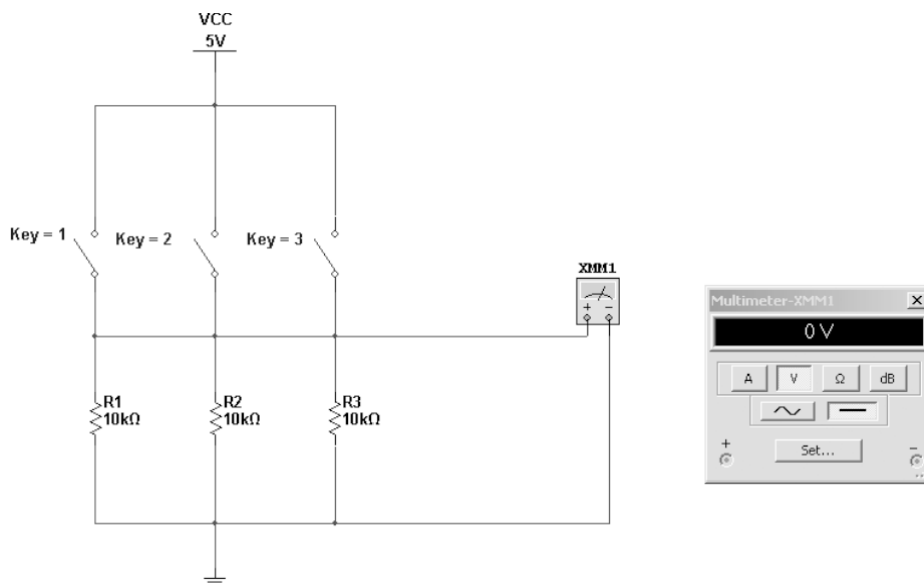 VCC
5V
Key = 1
Key = 2
Key = 3
XMM1
+ −
R1
10kΩ
R2
10kΩ
R3
10kΩ
Multimeter-XMM1
0 V
A
V
Ω
dB
+
Set...
−